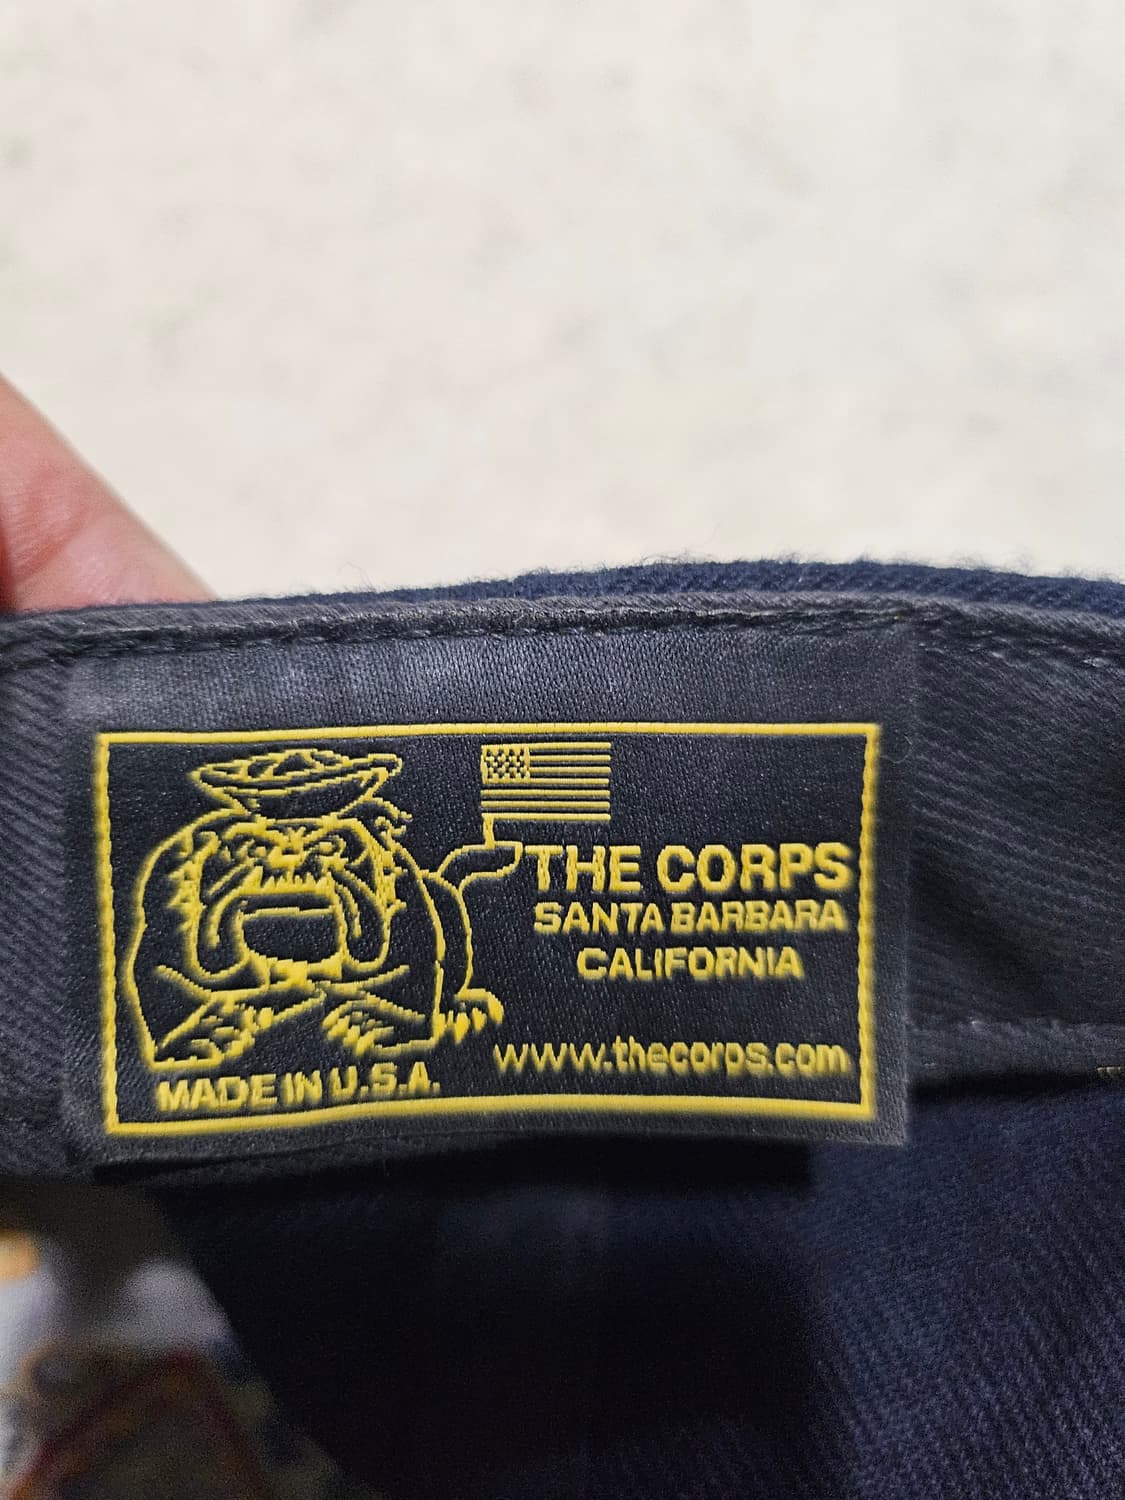 THE CORPS
SANTA BARBARA
CALIFORNIA
www.thecorps.com
MADE IN U.S.A.